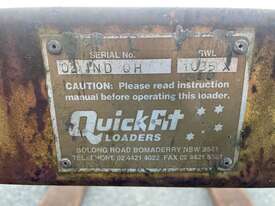 SERIAL No. SWL
CAUTION: Please read instruction
manual before operating this loader.
QuickFit
LOADERS
BOLONG ROAD BOMADERRY NSW 2541
TELEPHONE 02 4421 4022 FAX 02 4421